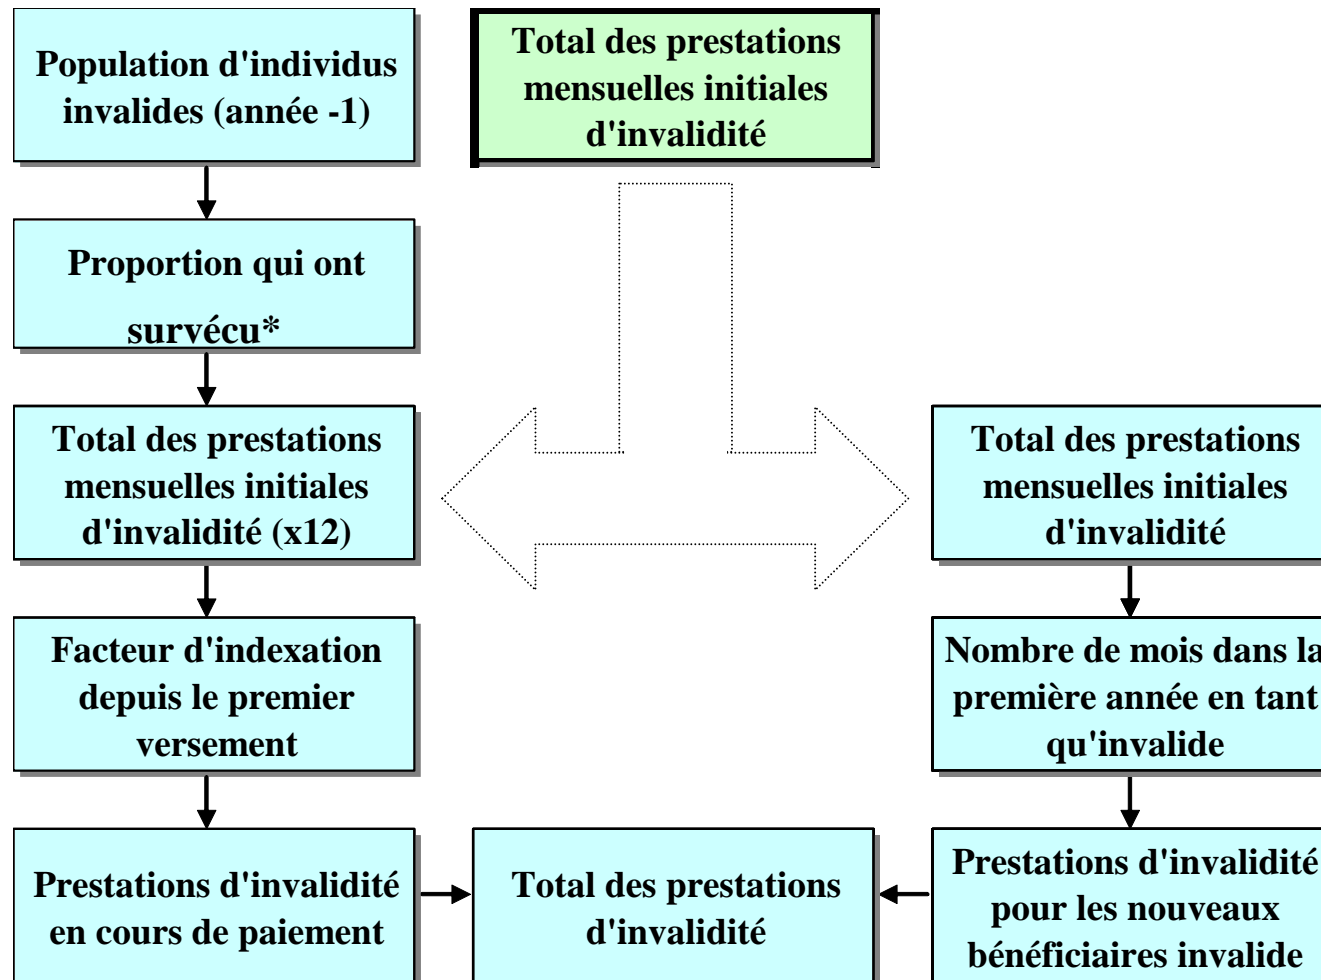 Population d'individus
invalides (année -1)
Total des prestations
mensuelles initiales
d'invalidité
Proportion qui ont
survécu*
Total des prestations
mensuelles initiales
d'invalidité (x12)
Total des prestations
mensuelles initiales
d'invalidité
Facteur d'indexation
depuis le premier
versement
Nombre de mois dans la
première année en tant
qu'invalide
Prestations d'invalidité
en cours de paiement
Total des prestations
d'invalidité
Prestations d'invalidité
pour les nouveaux
bénéficiaires invalide